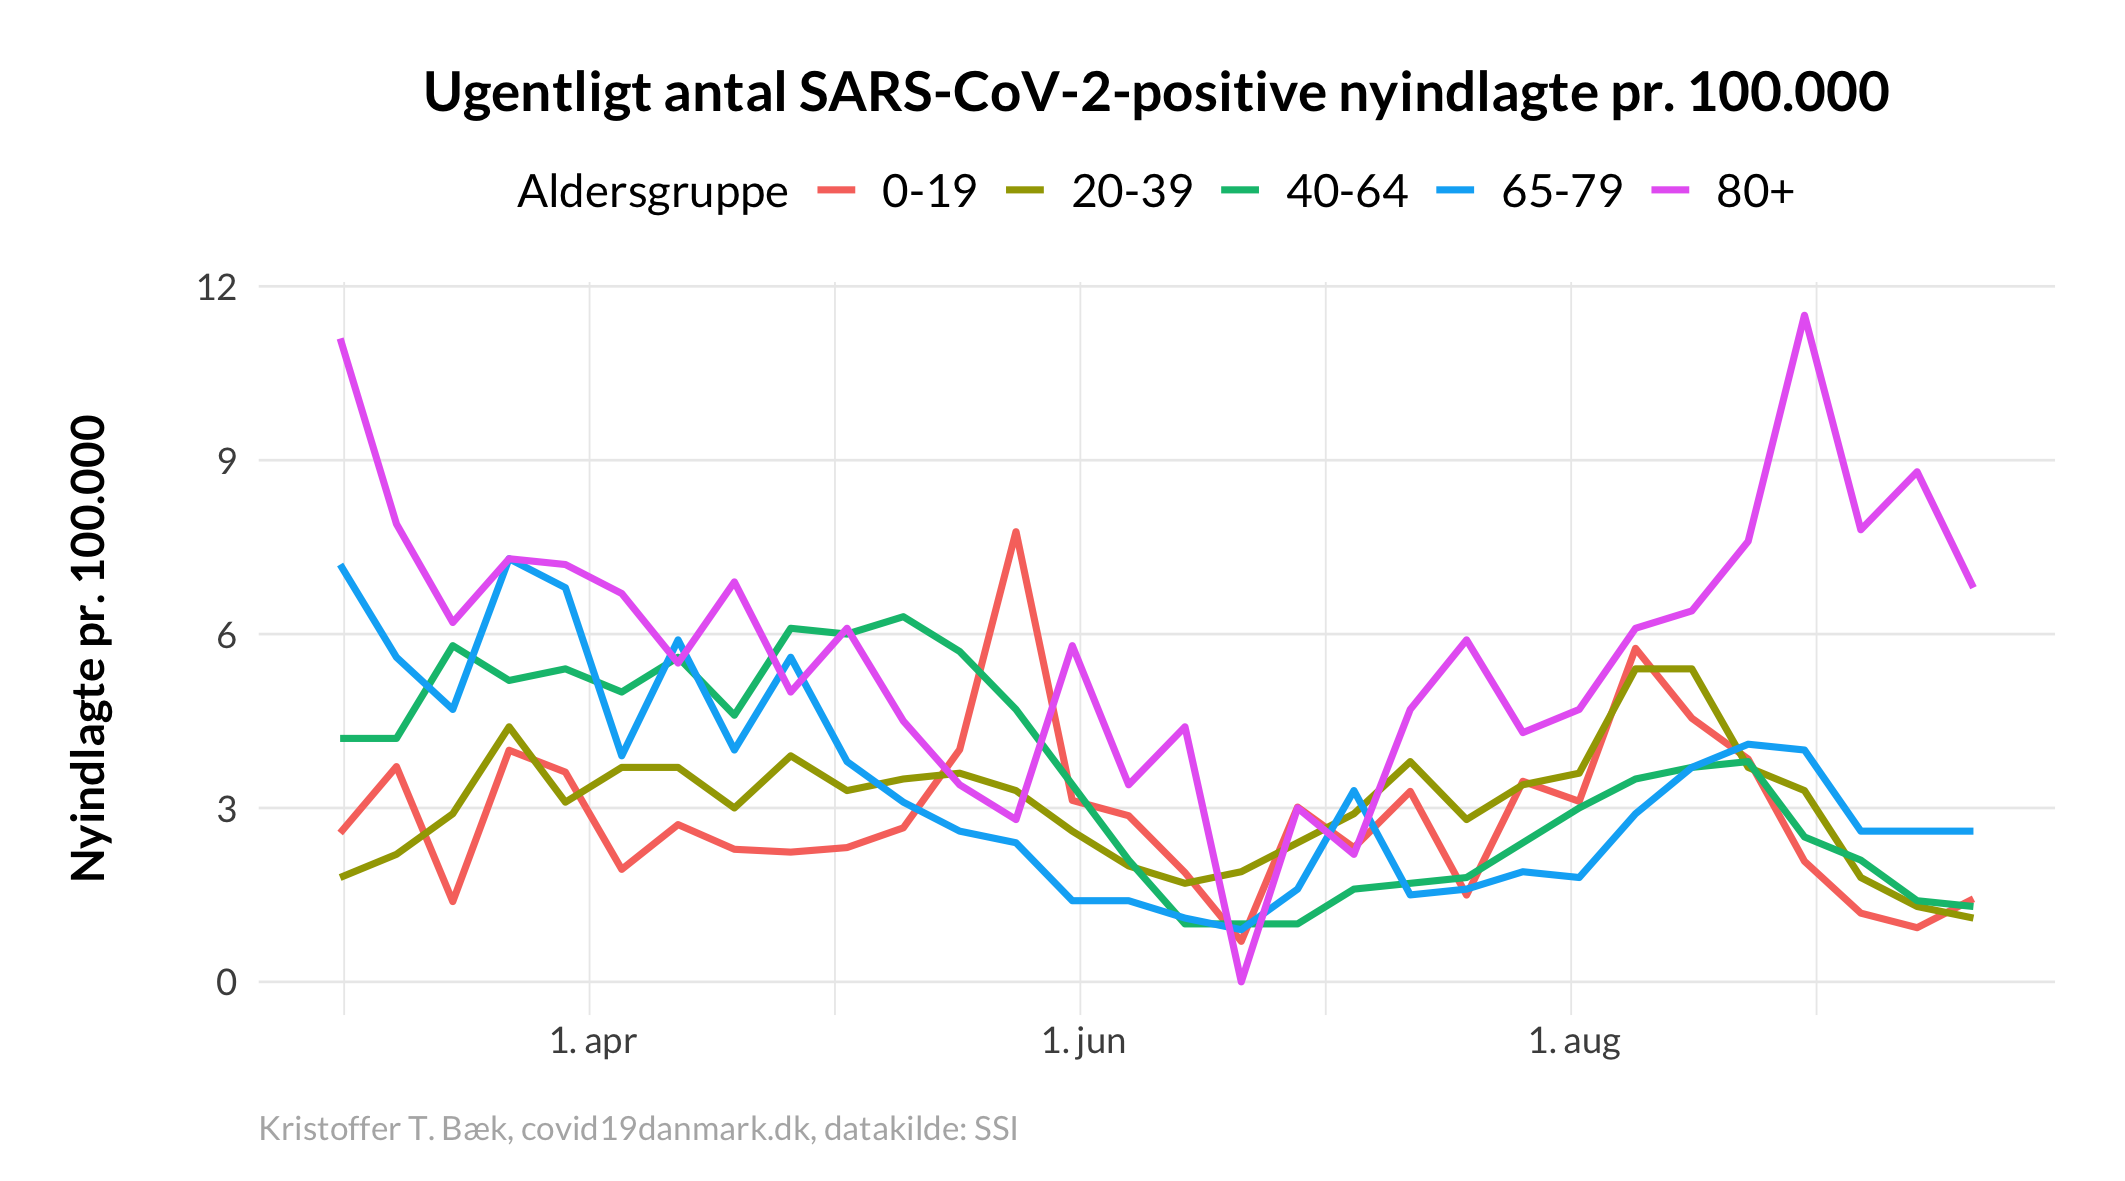 Ugentligt antal SARS-CoV-2-positive nyindlagte pr. 100.000
Aldersgruppe 0-19 20-39 40-64 65-79 80+
Nyindlagte pr. 100.000
12
9
6
3
0
1. apr 1. jun 1. aug
Kristoffer T. Bæk, covid19danmark.dk, datakilde: SSI